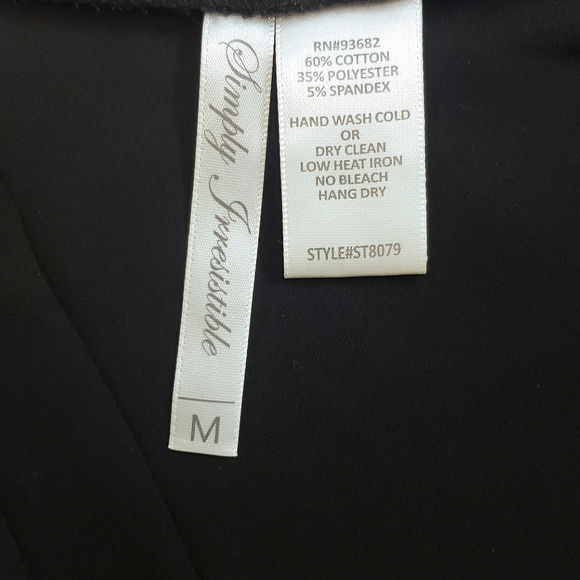 Simply Irresistible
M
RN#93682
60% COTTON
35% POLYESTER
5% SPANDEX
HAND WASH COLD
OR
DRY CLEAN
LOW HEAT IRON
NO BLEACH
HANG DRY
STYLE#ST8079